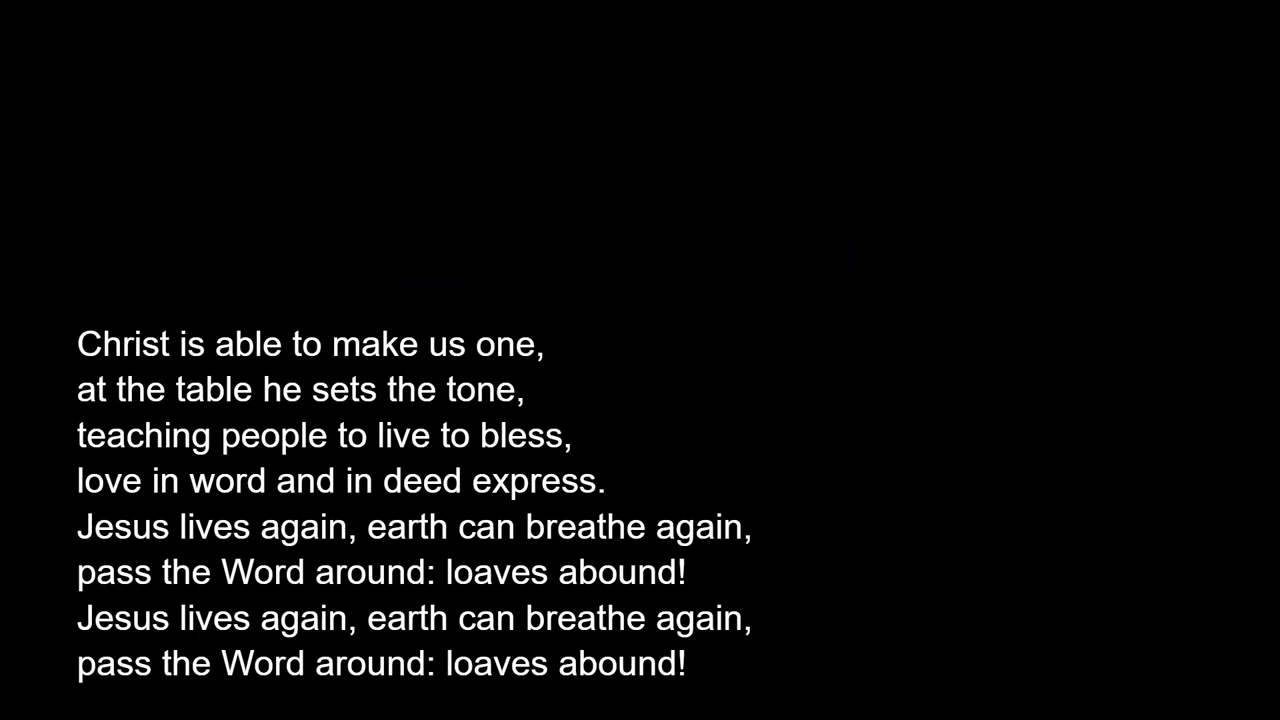 Christ is able to make us one,
at the table he sets the tone,
teaching people to live to bless,
love in word and in deed express.
Jesus lives again, earth can breathe again,
pass the Word around: loaves abound!
Jesus lives again, earth can breathe again,
pass the Word around: loaves abound!